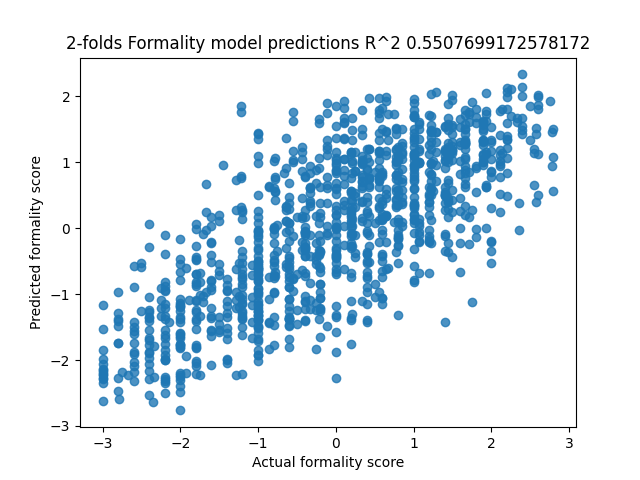 2-folds Formality model predictions R^2 0.5507699172578172
Predicted formality score
2
1
0
−1
−2
−3
−3 −2 −1 0 1 2 3
Actual formality score